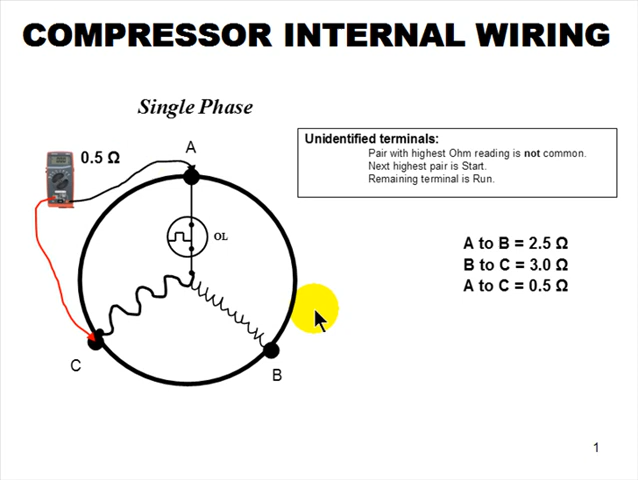 COMPRESSOR INTERNAL WIRING
Single Phase
A
0.5 Ω
Unidentified terminals:
Pair with highest Ohm reading is not common.
Next highest pair is Start.
Remaining terminal is Run.
OL
A to B = 2.5 Ω
B to C = 3.0 Ω
A to C = 0.5 Ω
C
B
1